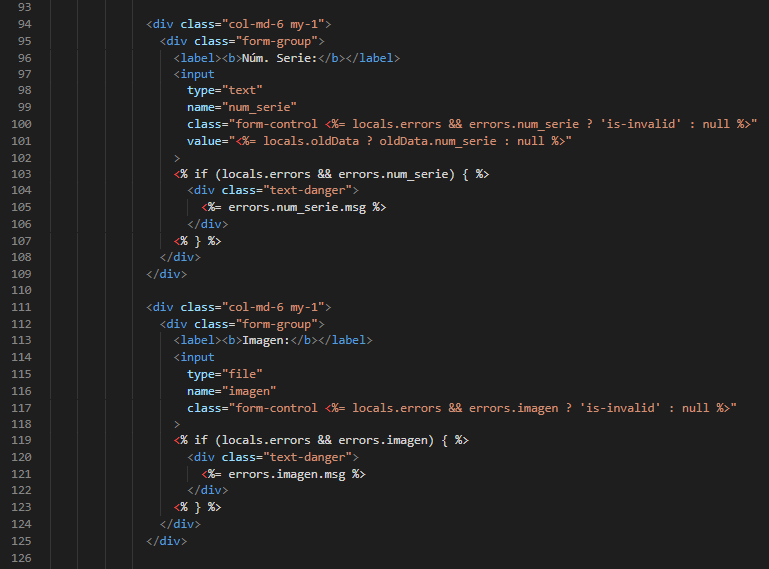 93
94 <div class="col-md-6 my-1">
95 <div class="form-group">
96 <label><b>Núm. Serie:</b></label>
97 <input
98 type="text"
99 name="num_serie"
100 class="form-control <%= locals.errors && errors.num_serie ? 'is-invalid' : null %>"
101 value="<%= locals.oldData ? oldData.num_serie : null %>"
102 >
103 <% if (locals.errors && errors.num_serie) { %>
104 <div class="text-danger">
105 <%= errors.num_serie.msg %>
106 </div>
107 <% } %>
108 </div>
109 </div>
110
111 <div class="col-md-6 my-1">
112 <div class="form-group">
113 <label><b>Imagen:</b></label>
114 <input
115 type="file"
116 name="imagen"
117 class="form-control <%= locals.errors && errors.imagen ? 'is-invalid' : null %>"
118 >
119 <% if (locals.errors && errors.imagen) { %>
120 <div class="text-danger">
121 <%= errors.imagen.msg %>
122 </div>
123 <% } %>
124 </div>
125 </div>
126